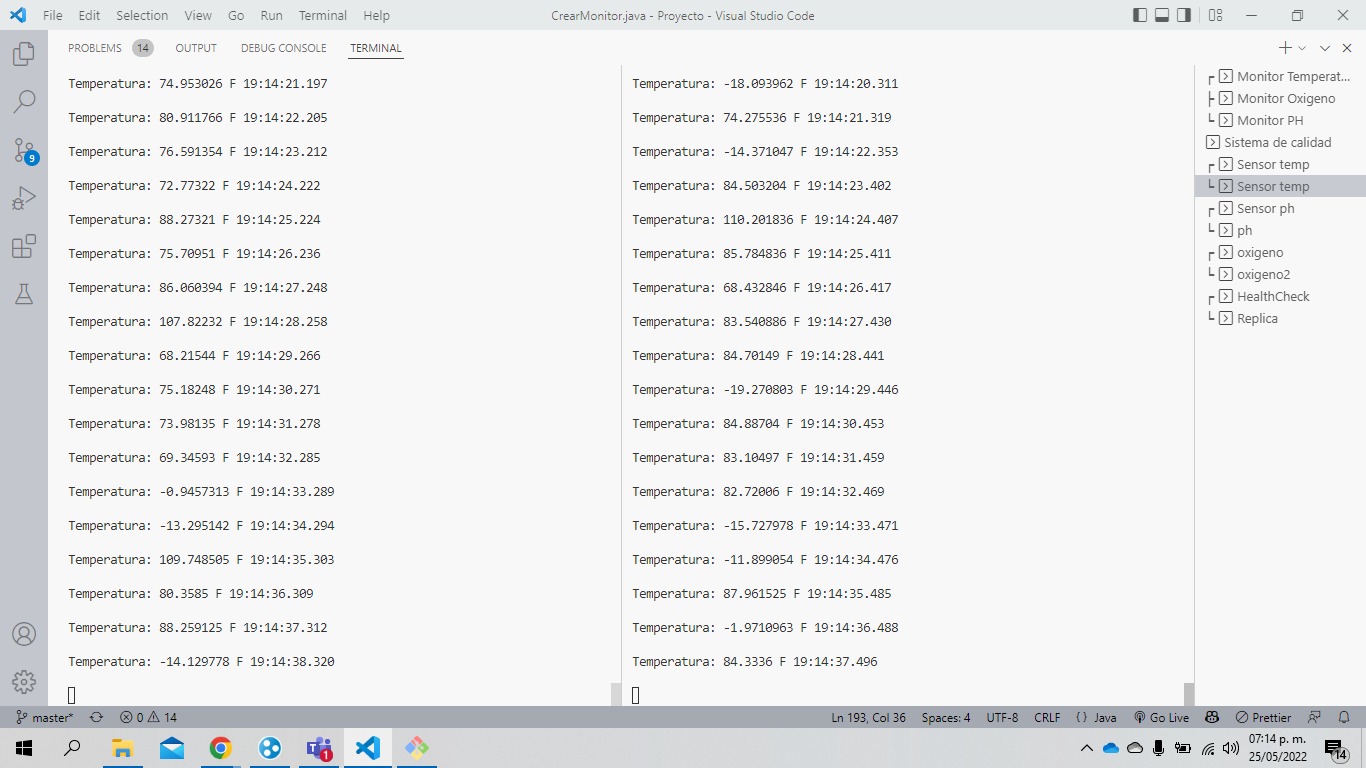 File Edit Selection View Go Run Terminal Help CrearMonitor.java - Proyecto - Visual Studio Code
PROBLEMS 14 OUTPUT DEBUG CONSOLE TERMINAL
Temperatura: 74.953026 F 19:14:21.197
Temperatura: 80.911766 F 19:14:22.205
Temperatura: 76.591354 F 19:14:23.212
Temperatura: 72.77322 F 19:14:24.222
Temperatura: 88.27321 F 19:14:25.224
Temperatura: 75.70951 F 19:14:26.236
Temperatura: 86.060394 F 19:14:27.248
Temperatura: 107.82232 F 19:14:28.258
Temperatura: 68.21544 F 19:14:29.266
Temperatura: 75.18248 F 19:14:30.271
Temperatura: 73.98135 F 19:14:31.278
Temperatura: 69.34593 F 19:14:32.285
Temperatura: -0.9457313 F 19:14:33.289
Temperatura: -13.295142 F 19:14:34.294
Temperatura: 109.748505 F 19:14:35.303
Temperatura: 80.3585 F 19:14:36.309
Temperatura: 88.259125 F 19:14:37.312
Temperatura: -14.129778 F 19:14:38.320
Temperatura: -18.093962 F 19:14:20.311
Temperatura: 74.275536 F 19:14:21.319
Temperatura: -14.371047 F 19:14:22.353
Temperatura: 84.503204 F 19:14:23.402
Temperatura: 110.201836 F 19:14:24.407
Temperatura: 85.784836 F 19:14:25.411
Temperatura: 68.432846 F 19:14:26.417
Temperatura: 83.540886 F 19:14:27.430
Temperatura: 84.70149 F 19:14:28.441
Temperatura: -19.270803 F 19:14:29.446
Temperatura: 84.88704 F 19:14:30.453
Temperatura: 83.10497 F 19:14:31.459
Temperatura: 82.72006 F 19:14:32.469
Temperatura: -15.727978 F 19:14:33.471
Temperatura: -11.899054 F 19:14:34.476
Temperatura: 87.961525 F 19:14:35.485
Temperatura: -1.9710963 F 19:14:36.488
Temperatura: 84.3336 F 19:14:37.496
Monitor Temperat...
Monitor Oxigeno
Monitor PH
Sistema de calidad
Sensor temp
Sensor temp
Sensor ph
ph
oxigeno
oxigeno2
HealthCheck
Replica
9
master* 0 14 Ln 193, Col 36 Spaces: 4 UTF-8 CRLF {} Java Go Live Prettier
1
07:14 p. m.
25/05/2022
14